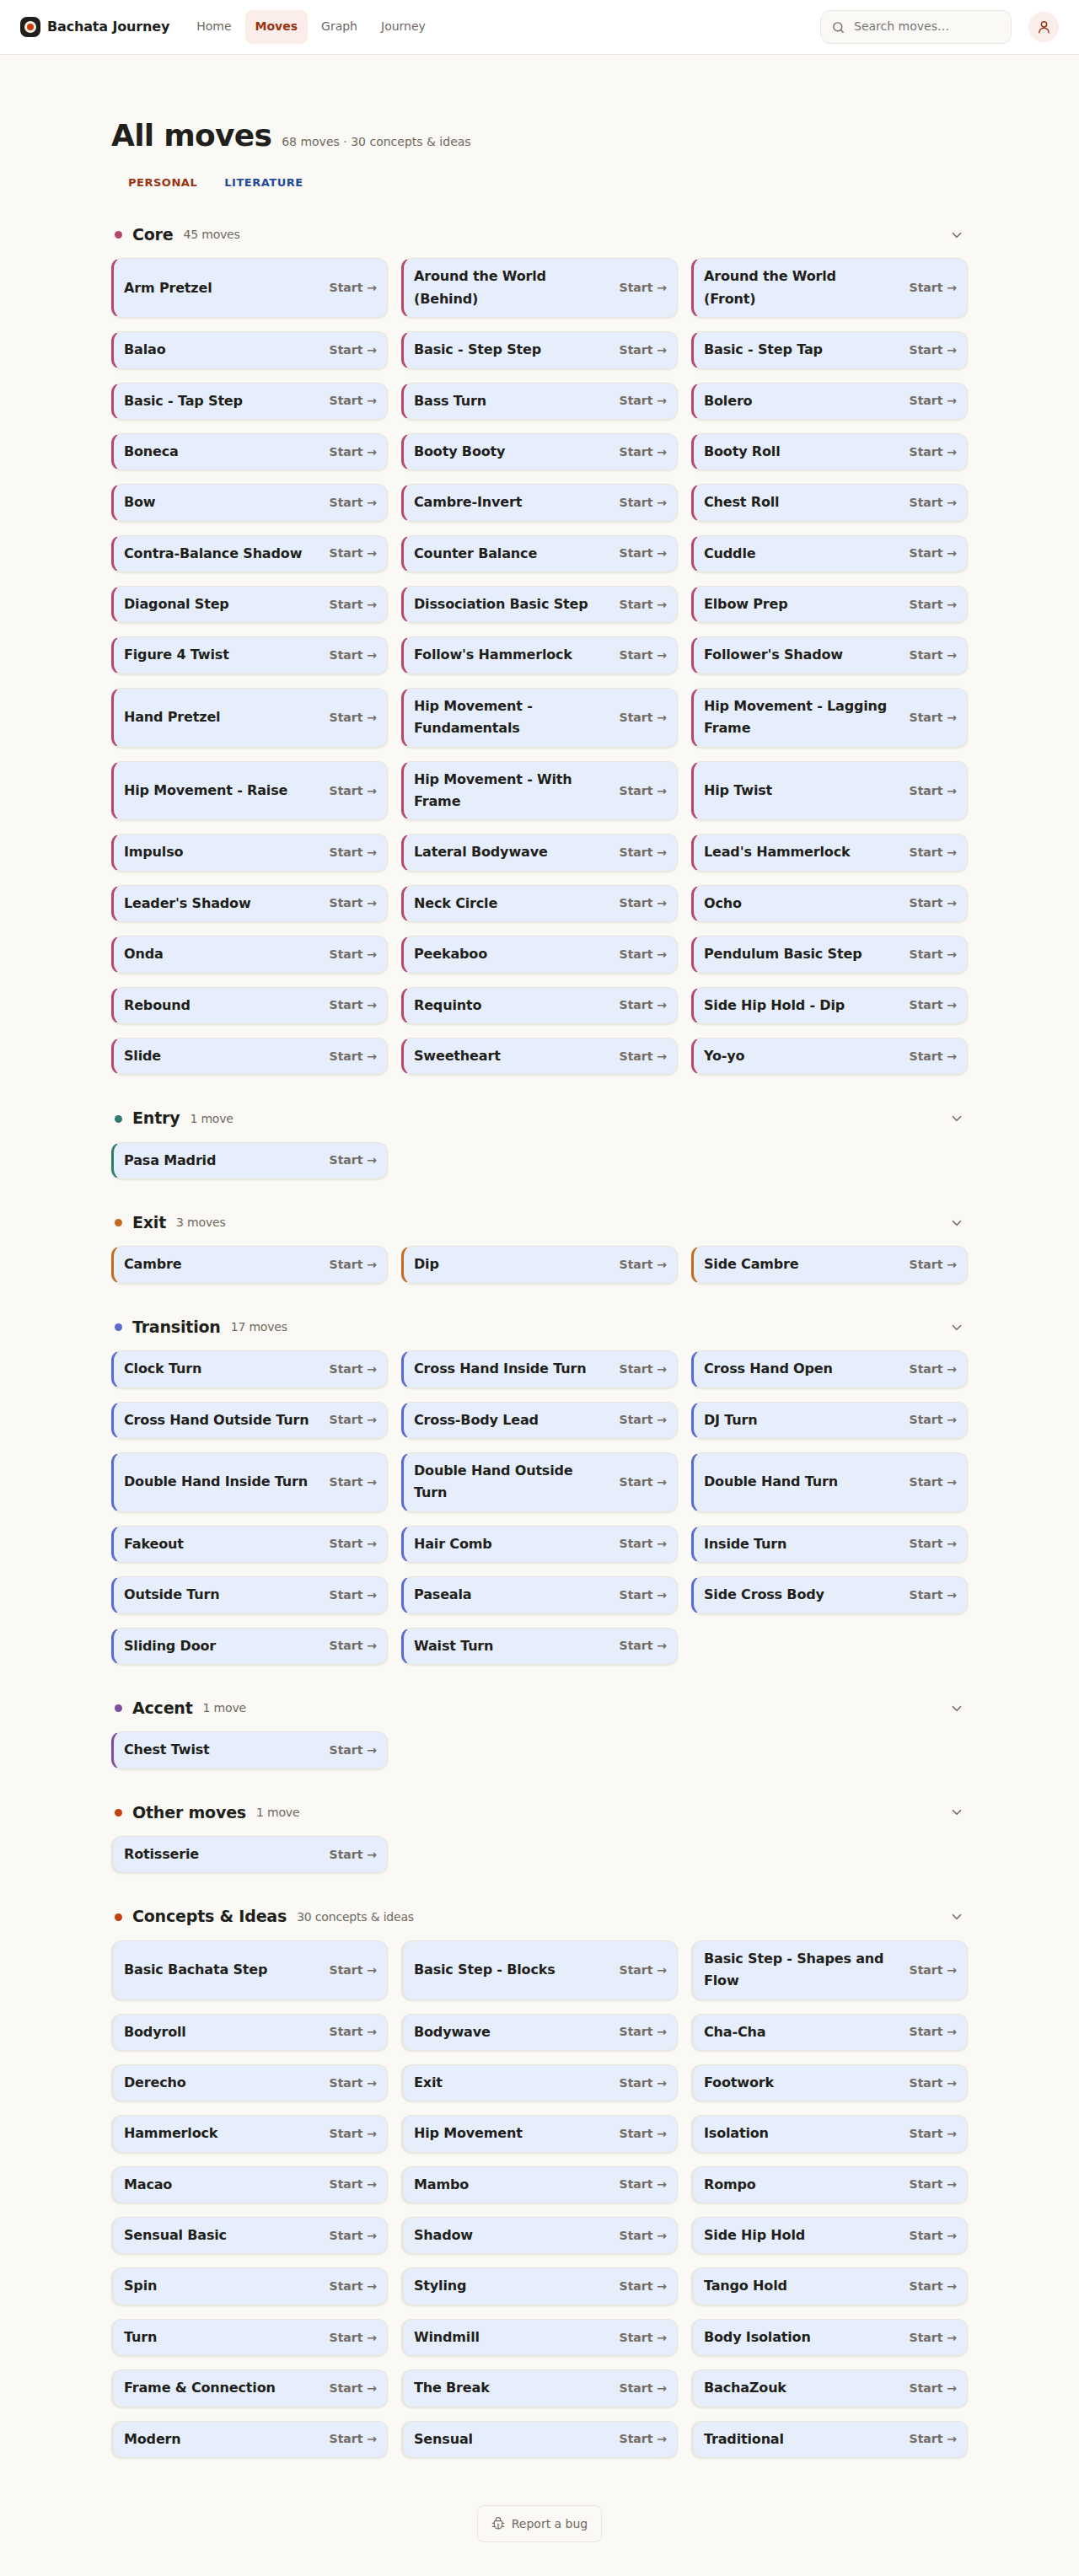 Bachata Journey Home Moves Graph Journey Search moves...
All moves 68 moves · 30 concepts & ideas
PERSONAL LITERATURE
Core 45 moves
Arm Pretzel Start →
Around the World
(Behind) Start →
Around the World
(Front) Start →
Balao Start →
Basic - Step Step Start →
Basic - Step Tap Start →
Basic - Tap Step Start →
Bass Turn Start →
Bolero Start →
Boneca Start →
Booty Booty Start →
Booty Roll Start →
Bow Start →
Cambre-Invert Start →
Chest Roll Start →
Contra-Balance Shadow Start →
Counter Balance Start →
Cuddle Start →
Diagonal Step Start →
Dissociation Basic Step Start →
Elbow Prep Start →
Figure 4 Twist Start →
Follow's Hammerlock Start →
Follower's Shadow Start →
Hand Pretzel Start →
Hip Movement -
Fundamentals Start →
Hip Movement - Lagging
Frame Start →
Hip Movement - Raise Start →
Hip Movement - With
Frame Start →
Hip Twist Start →
Impulso Start →
Lateral Bodywave Start →
Lead's Hammerlock Start →
Leader's Shadow Start →
Neck Circle Start →
Ocho Start →
Onda Start →
Peekaboo Start →
Pendulum Basic Step Start →
Rebound Start →
Requinto Start →
Side Hip Hold - Dip Start →
Slide Start →
Sweetheart Start →
Yo-yo Start →
Entry 1 move
Pasa Madrid Start →
Exit 3 moves
Cambre Start →
Dip Start →
Side Cambre Start →
Transition 17 moves
Clock Turn Start →
Cross Hand Inside Turn Start →
Cross Hand Open Start →
Cross Hand Outside Turn Start →
Cross-Body Lead Start →
DJ Turn Start →
Double Hand Inside Turn Start →
Double Hand Outside
Turn Start →
Double Hand Turn Start →
Fakeout Start →
Hair Comb Start →
Inside Turn Start →
Outside Turn Start →
Paseala Start →
Side Cross Body Start →
Sliding Door Start →
Waist Turn Start →
Accent 1 move
Chest Twist Start →
Other moves 1 move
Rotisserie Start →
Concepts & Ideas 30 concepts & ideas
Basic Bachata Step Start →
Basic Step - Blocks Start →
Basic Step - Shapes and
Flow Start →
Bodyroll Start →
Bodywave Start →
Cha-Cha Start →
Derecho Start →
Exit Start →
Footwork Start →
Hammerlock Start →
Hip Movement Start →
Isolation Start →
Macao Start →
Mambo Start →
Rompo Start →
Sensual Basic Start →
Shadow Start →
Side Hip Hold Start →
Spin Start →
Styling Start →
Tango Hold Start →
Turn Start →
Windmill Start →
Body Isolation Start →
Frame & Connection Start →
The Break Start →
BachaZouk Start →
Modern Start →
Sensual Start →
Traditional Start →
Report a bug